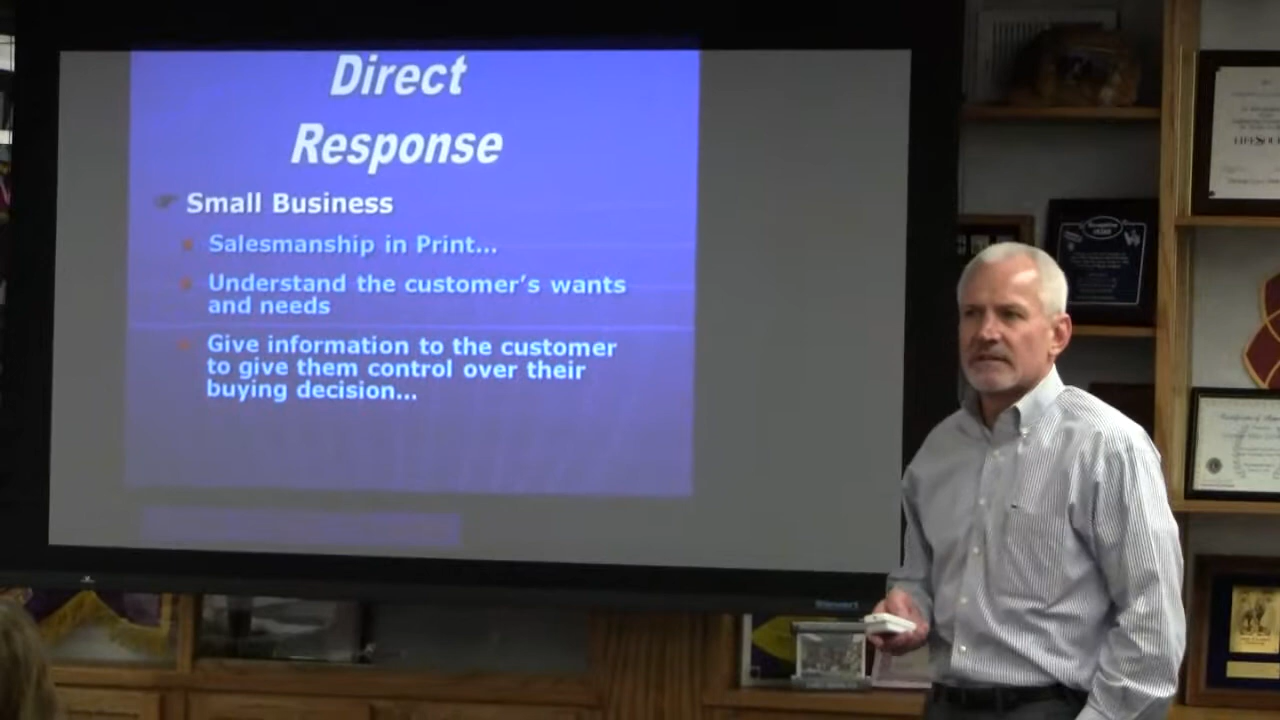 Direct
Response
Small Business
Salesmanship in Print...
Understand the customer's wants
and needs
Give information to the customer
to give them control over their
buying decision...